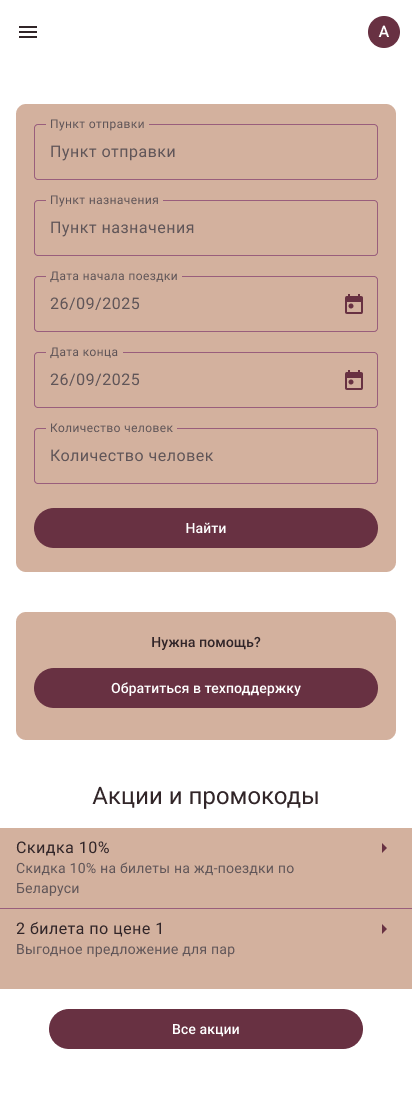 A
Пункт отправки
Пункт отправки
Пункт назначения
Пункт назначения
Дата начала поездки
26/09/2025
Дата конца
26/09/2025
Количество человек
Количество человек
Найти
Нужна помощь?
Обратиться в техподдержку
Акции и промокоды
Скидка 10%
Скидка 10% на билеты на жд-поездки по
Беларуси
2 билета по цене 1
Выгодное предложение для пар
Все акции